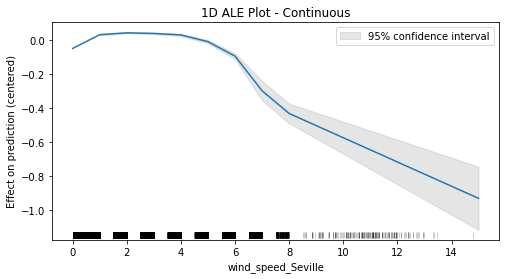 1D ALE Plot - Continuous
95% confidence interval
Effect on prediction (centered)
0.0
−0.2
−0.4
−0.6
−0.8
−1.0
0 2 4 6 8 10 12 14
wind_speed_Seville